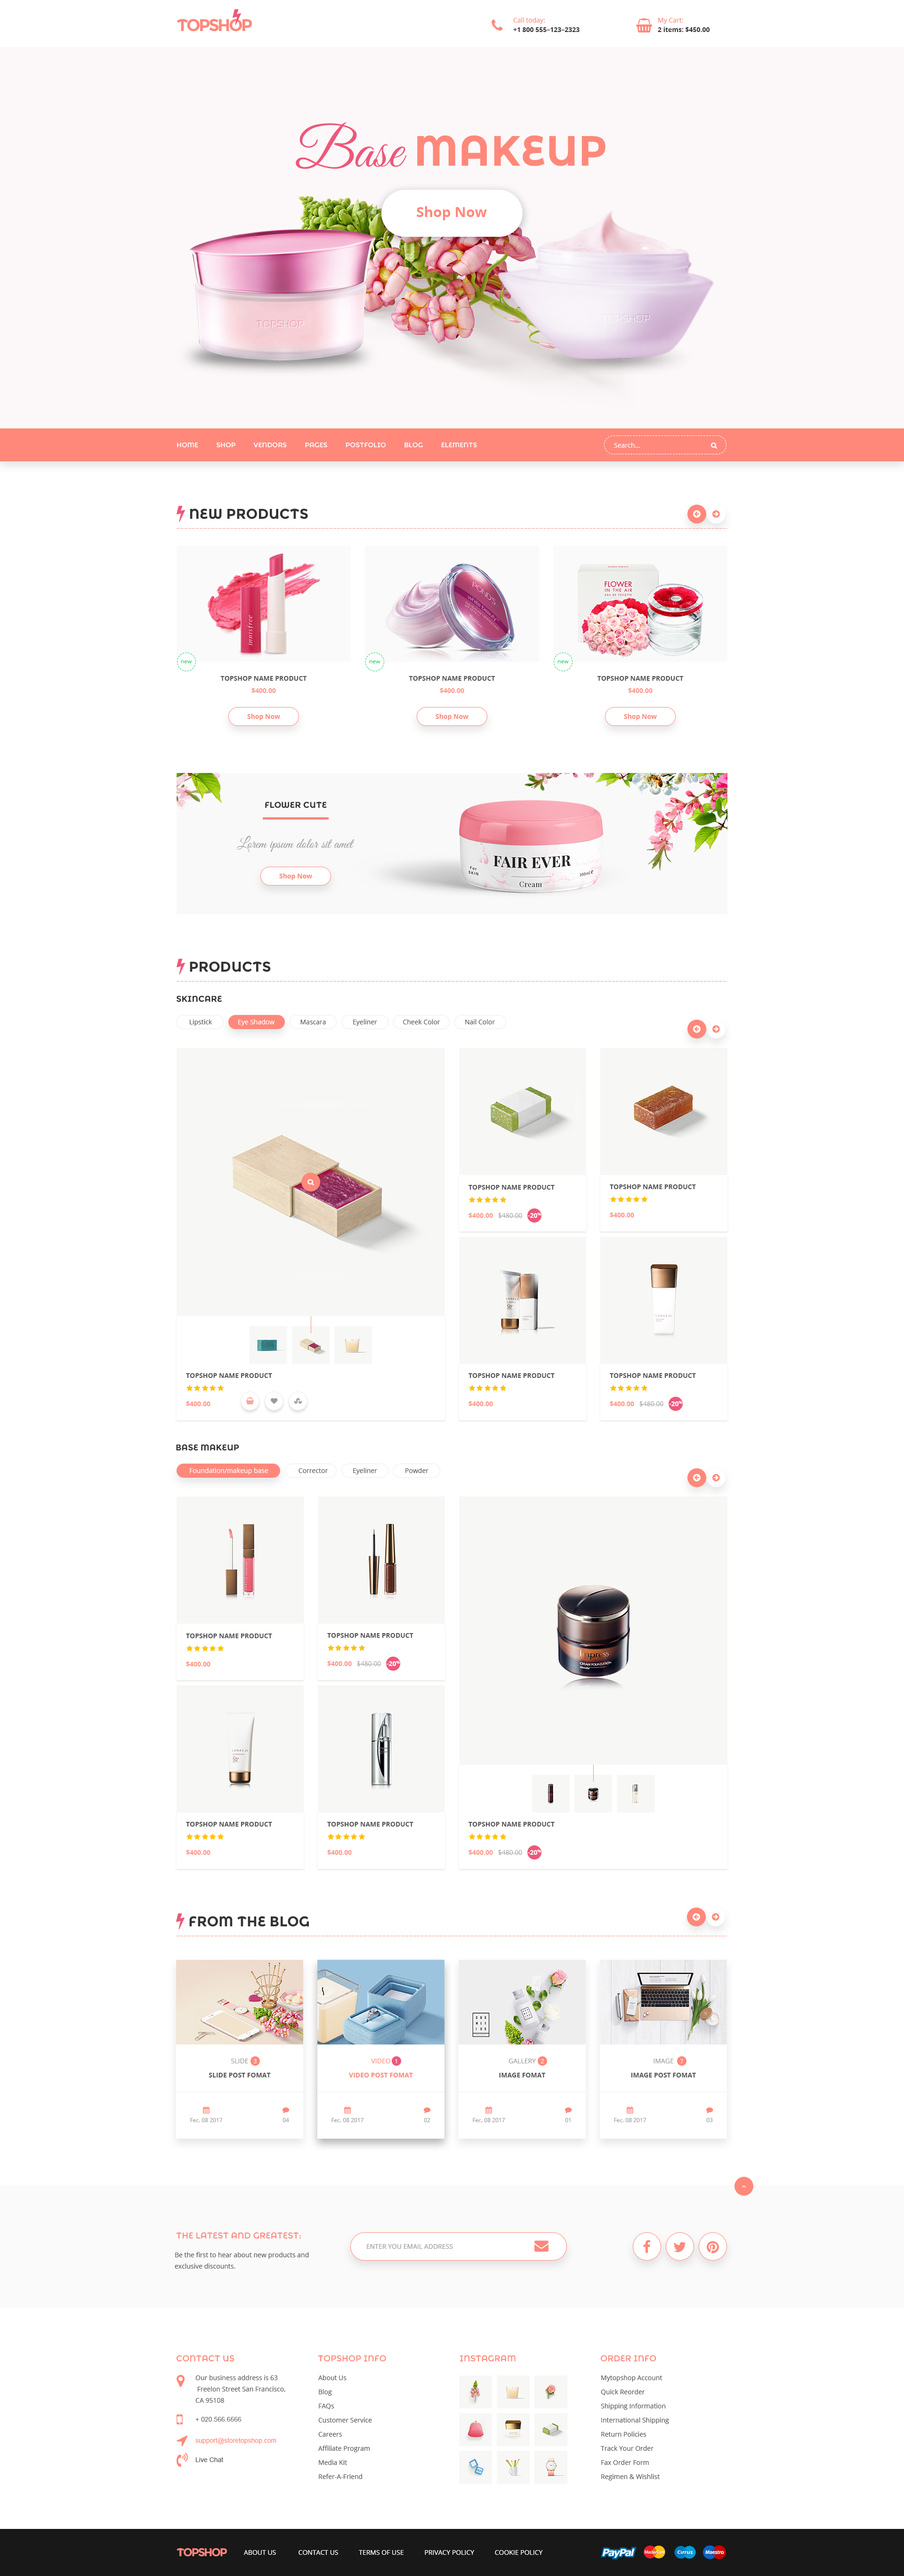 TOPSHOP
Call today:
+1 800 555-123-2323
My Cart:
2 items: $450.00
Base MAKEUP
Shop Now
TOPSHOP
TOPSHOP
HOME SHOP VENDORS PAGES POSTFOLIO BLOG ELEMENTS
Search...
NEW PRODUCTS
innisfree
POND'S
FLOWER
IN THE AIR
new
new
new
TOPSHOP NAME PRODUCT
$400.00
Shop Now
TOPSHOP NAME PRODUCT
$400.00
Shop Now
TOPSHOP NAME PRODUCT
$400.00
Shop Now
FLOWER CUTE
Lorem ipsum dolor sit amet
Shop Now
For
SKIN
FAIR EVER
Cream
PRODUCTS
SKINCARE
Lipstick Eye Shadow Mascara Eyeliner Cheek Color Nail Color
TOPSHOP NAME PRODUCT
$400.00 $480.00 -20%
TOPSHOP NAME PRODUCT
$400.00
TOPSHOP NAME PRODUCT
$400.00
TOPSHOP NAME PRODUCT
$400.00
TOPSHOP NAME PRODUCT
$400.00 $480.00 -20%
BASE MAKEUP
Foundation/makeup base Corrector Eyeliner Powder
TOPSHOP NAME PRODUCT
$400.00
TOPSHOP NAME PRODUCT
$400.00 $480.00 -20%
TOPSHOP NAME PRODUCT
$400.00
TOPSHOP NAME PRODUCT
$400.00
TOPSHOP NAME PRODUCT
$400.00 $480.00 -20%
FROM THE BLOG
SLIDE 3
SLIDE POST FOMAT
Fec, 08 2017 04
VIDEO 1
VIDEO POST FOMAT
Fec, 08 2017 02
GALLERY 2
IMAGE FOMAT
Fec, 08 2017 01
IMAGE 7
IMAGE POST FOMAT
Fec, 08 2017 03
THE LATEST AND GREATEST:
Be the first to hear about new products and
exclusive discounts.
ENTER YOU EMAIL ADDRESS
CONTACT US
Our business address is 63
Freelon Street San Francisco,
CA 95108
+ 020.566.6666
support@storetopshop.com
Live Chat
TOPSHOP INFO
About Us
Blog
FAQs
Customer Service
Careers
Affiliate Program
Media Kit
Refer-A-Friend
INSTAGRAM
ORDER INFO
Mytopshop Account
Quick Reorder
Shipping Information
International Shipping
Return Policies
Track Your Order
Fax Order Form
Regimen & Wishlist
TOPSHOP
ABOUT US CONTACT US TERMS OF USE PRIVACY POLICY COOKIE POLICY
PayPal MasterCard Cirrus Maestro